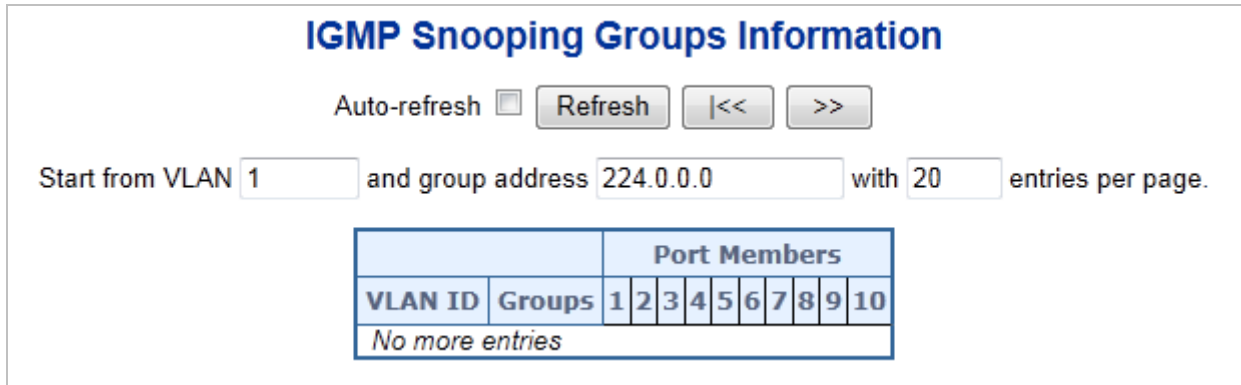 IGMP Snooping Groups Information
Auto-refresh Refresh |<< >>
Start from VLAN 1 and group address 224.0.0.0 with 20 entries per page.
Port Members
VLAN ID Groups 1 2 3 4 5 6 7 8 9 10
No more entries